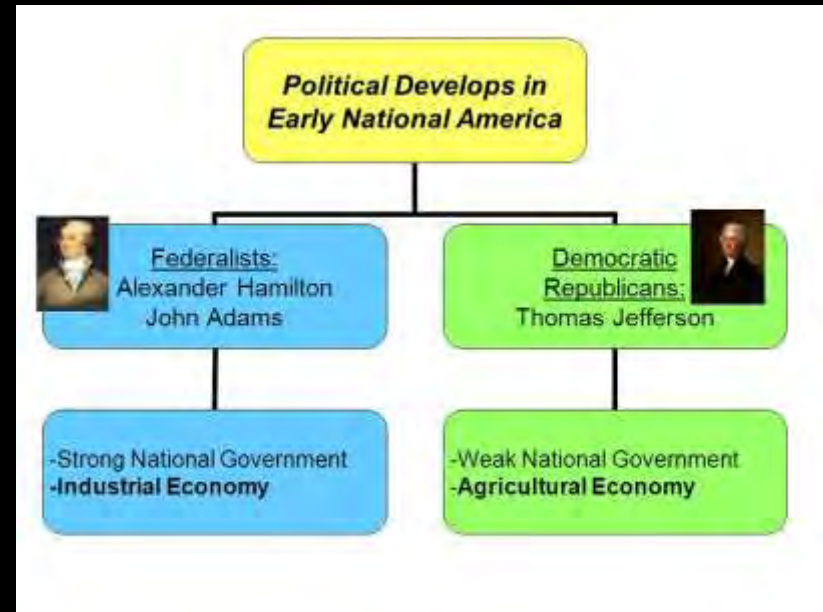 Political Develops in
Early National America
Federalists:
Alexander Hamilton
John Adams
Democratic
Republicans:
Thomas Jefferson
-Strong National Government
-Industrial Economy
-Weak National Government
-Agricultural Economy